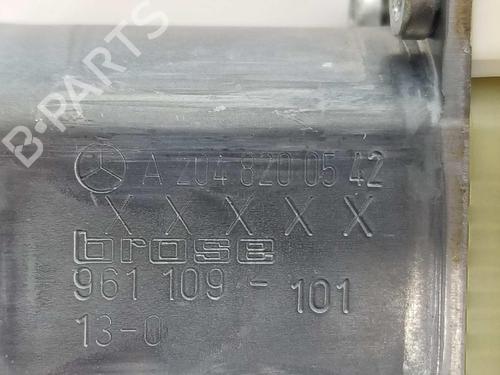 B-PARTS
A 204 820 05 42
X X X X X
brose
961 109 - 101
13-0